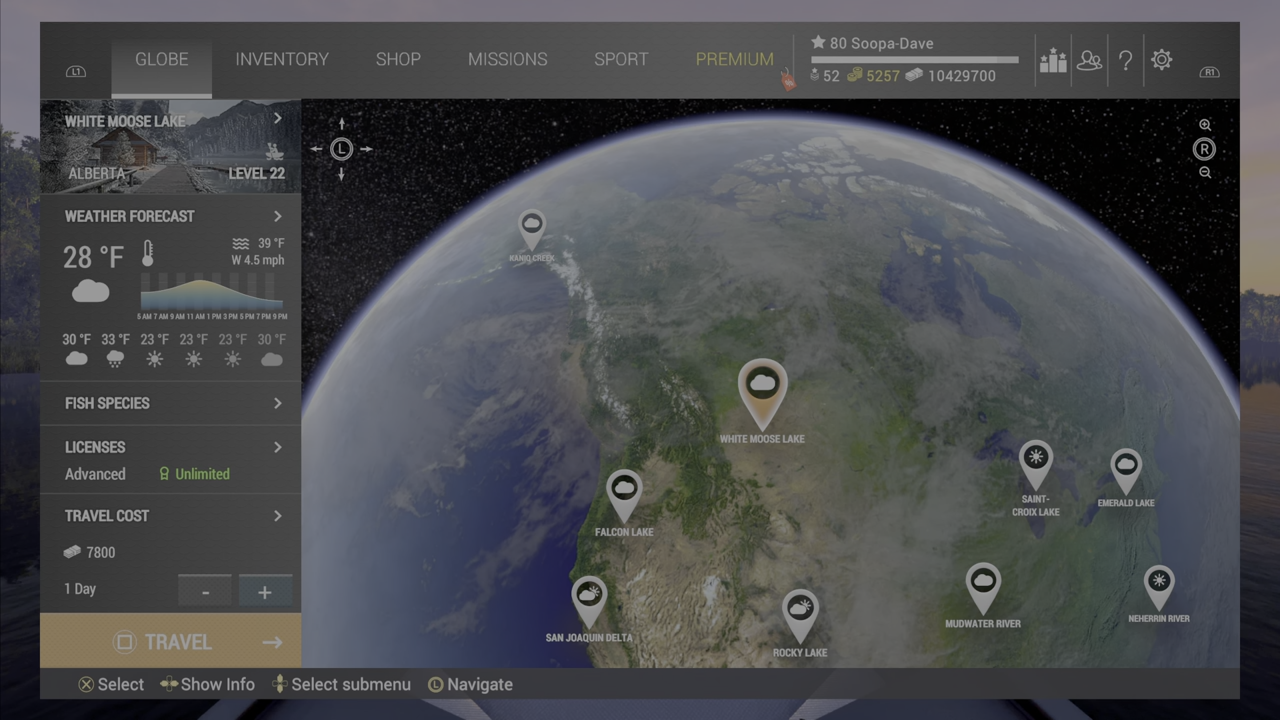 L1
GLOBE
INVENTORY
SHOP
MISSIONS
SPORT
PREMIUM
80 Soopa-Dave
52 5257 10429700
?
R1
WHITE MOOSE LAKE
ALBERTA
LEVEL 22
WEATHER FORECAST
28 °F
39 °F
W 4.5 mph
5 AM 7 AM 9 AM 11 AM 1 PM 3 PM 5 PM 7 PM 9 PM
30 °F 33 °F 23 °F 23 °F 23 °F 30 °F
FISH SPECIES
LICENSES
Advanced Unlimited
TRAVEL COST
7800
1 Day - +
TRAVEL
L
R
KANIQ CREEK
WHITE MOOSE LAKE
FALCON LAKE
SAINT-
CROIX LAKE
EMERALD LAKE
SAN JOAQUIN DELTA
ROCKY LAKE
MUDWATER RIVER
NEHERRIN RIVER
Select Show Info Select submenu L Navigate